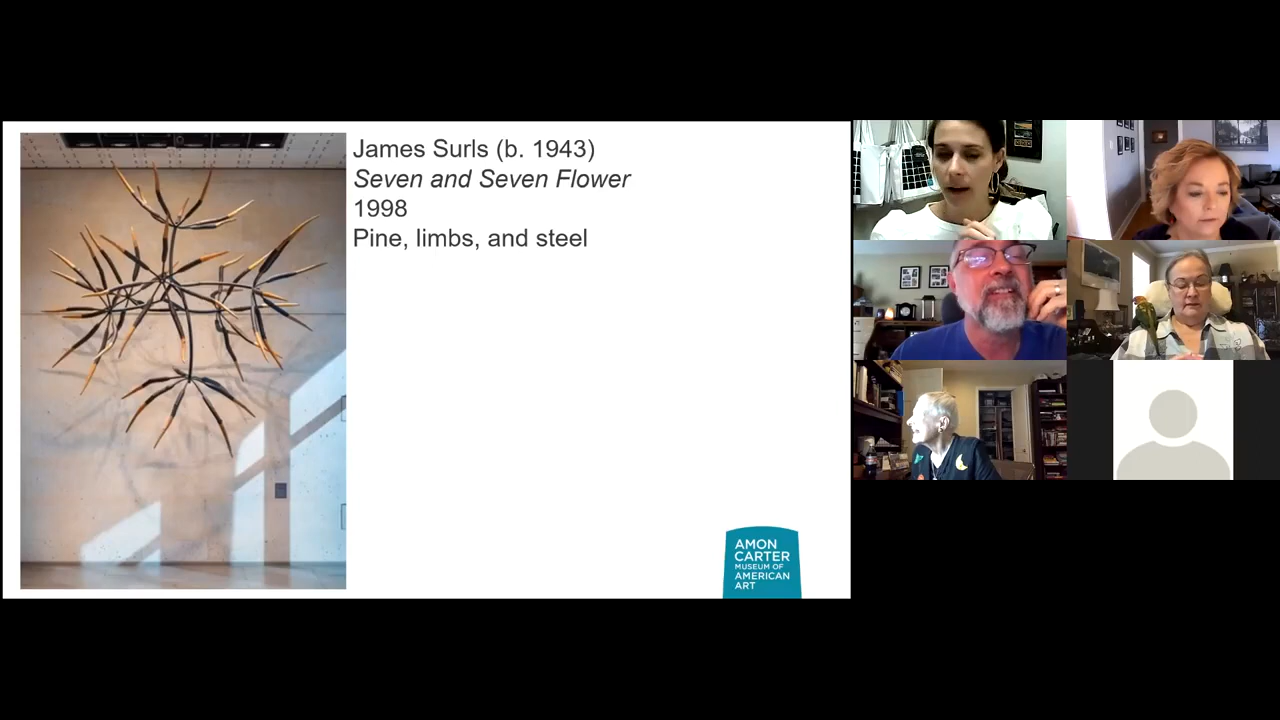 James Surls (b. 1943)
Seven and Seven Flower
1998
Pine, limbs, and steel
AMON
CARTER
MUSEUM OF
AMERICAN
ART